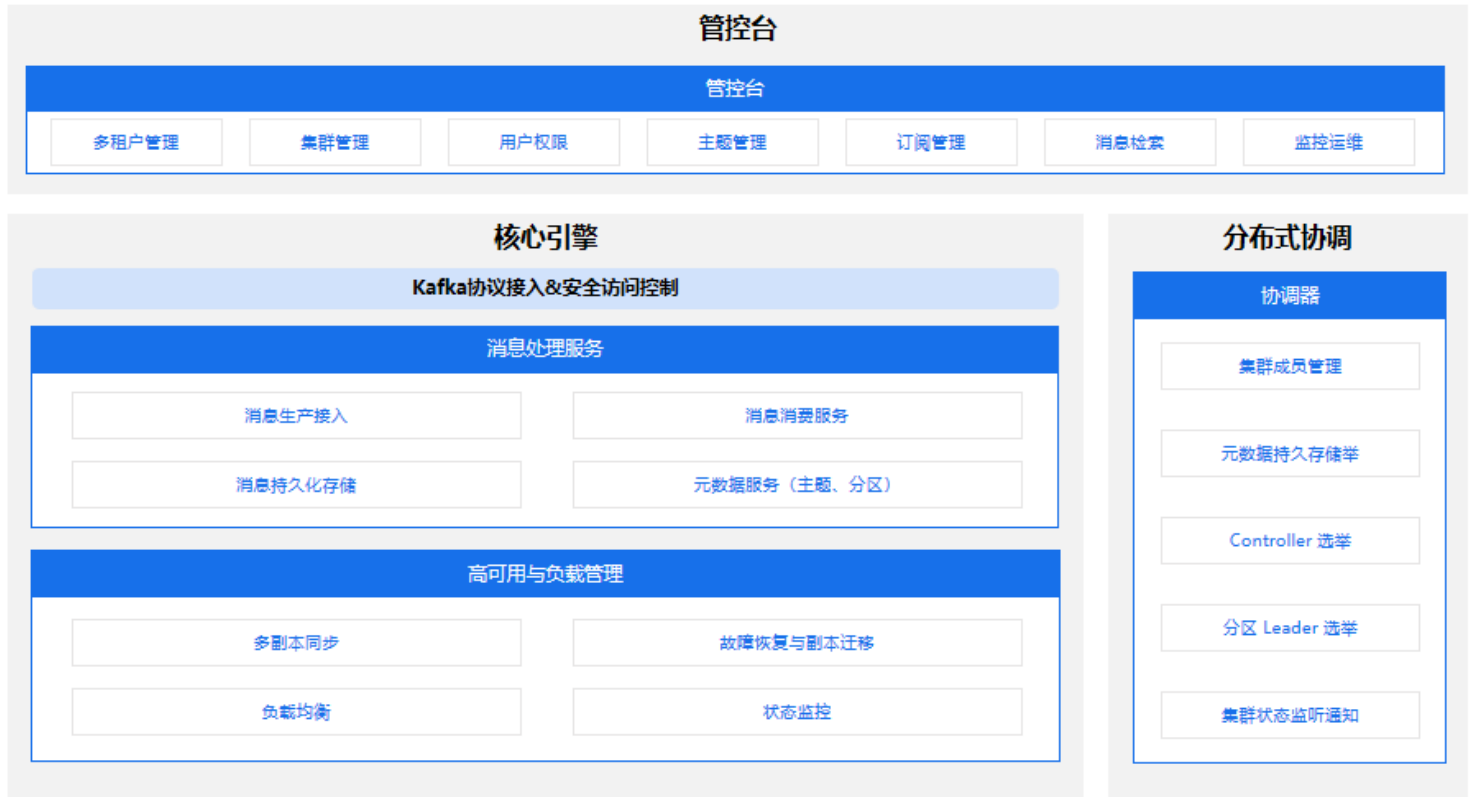 管控台
管控台
多租户管理 集群管理 用户权限 主题管理 订阅管理 消息检索 监控运维
核心引擎
Kafka协议接入&安全访问控制
消息处理服务
消息生产接入 消息消费服务
消息持久化存储 元数据服务（主题、分区）
高可用与负载管理
多副本同步 故障恢复与副本迁移
负载均衡 状态监控
分布式协调
协调器
集群成员管理
元数据持久存储举
Controller 选举
分区 Leader 选举
集群状态监听通知